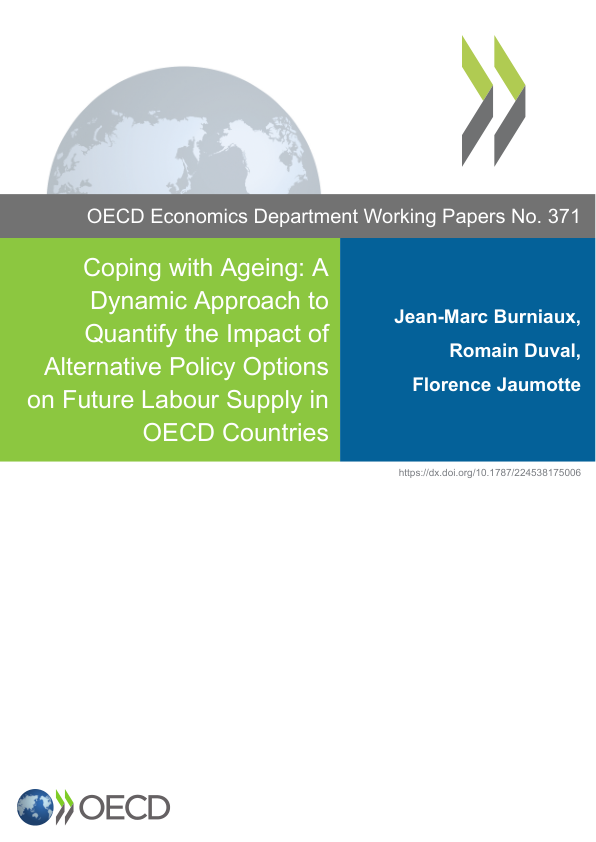 OECD Economics Department Working Papers No. 371
Coping with Ageing: A
Dynamic Approach to
Quantify the Impact of
Alternative Policy Options
on Future Labour Supply in
OECD Countries
Jean-Marc Burniaux,
Romain Duval,
Florence Jaumotte
https://dx.doi.org/10.1787/224538175006
OECD